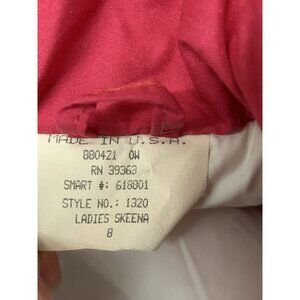 MADE IN U.S.A.
880421 OW
RN 39363
SMART #: 618801
STYLE NO.: 1320
LADIES SKEENA
8